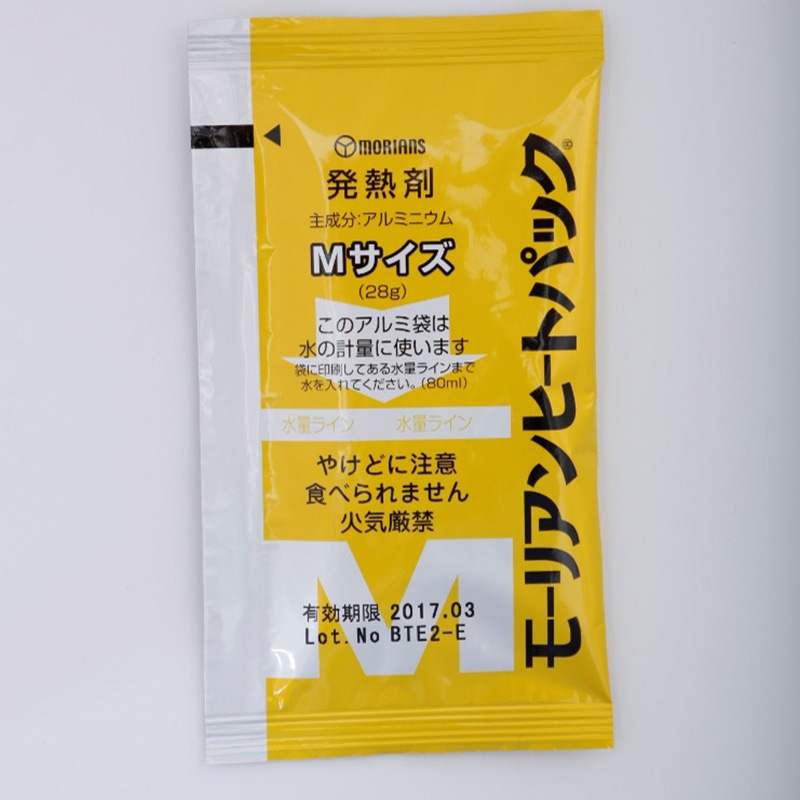 MORIANS
発熱剤
主成分:アルミニウム
Mサイズ
(28g)
このアルミ袋は
水の計量に使います
袋に印刷してある水量ラインまで
水を入れてください。(80ml)
水量ライン 水量ライン
やけどに注意
食べられません
火気厳禁
M
有効期限 2017.03
Lot.No BTE2-E
モーリアンヒートパック®